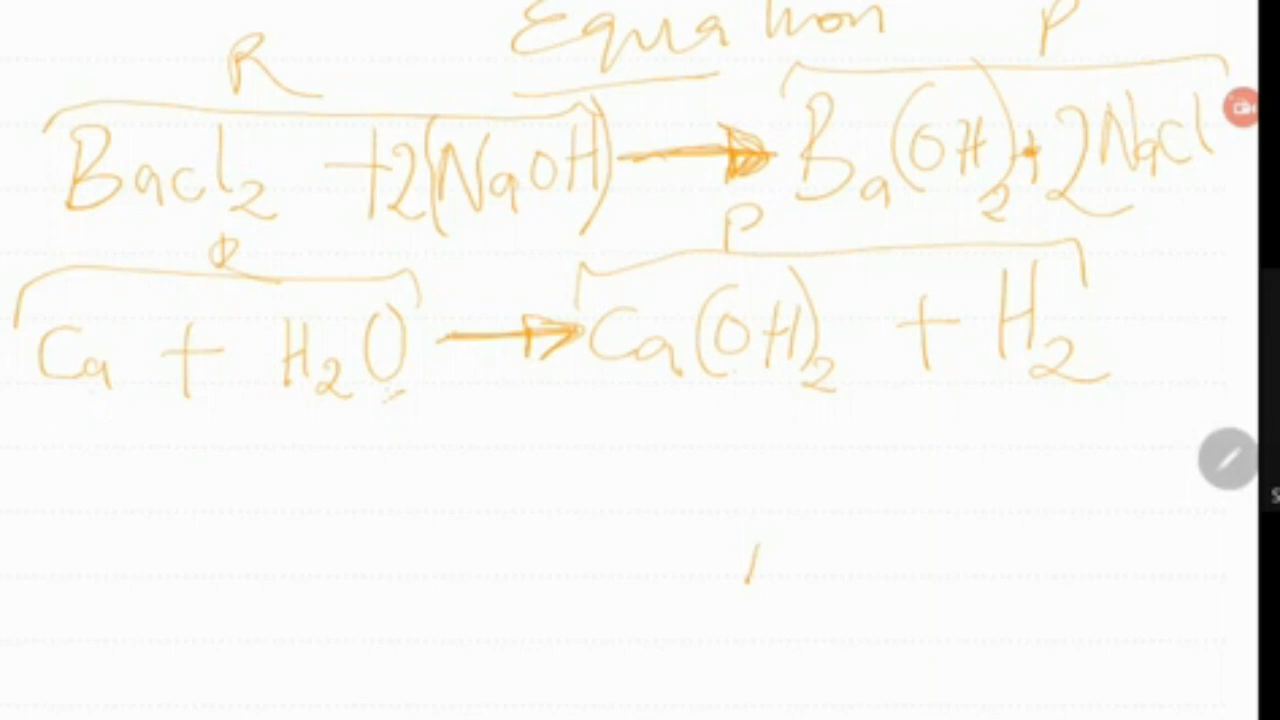 Equation
R P
BaCl2 + 2(NaOH) → Ba(OH)2 + 2NaCl
P
Ca + H2O → Ca(OH)2 + H2